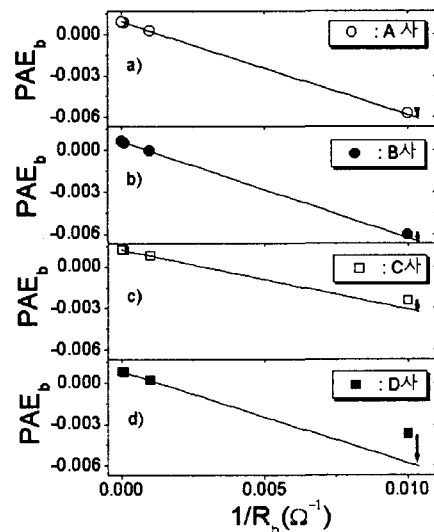 0.000
-0.003
-0.006
PAE_b
a)
: A 사
0.000
-0.003
-0.006
PAE_b
b)
: B사
0.000
-0.003
-0.006
PAE_b
c)
: C사
0.000
-0.003
-0.006
PAE_b
d)
: D사
0.000 0.005 0.010
1/R_b(Ω⁻¹)